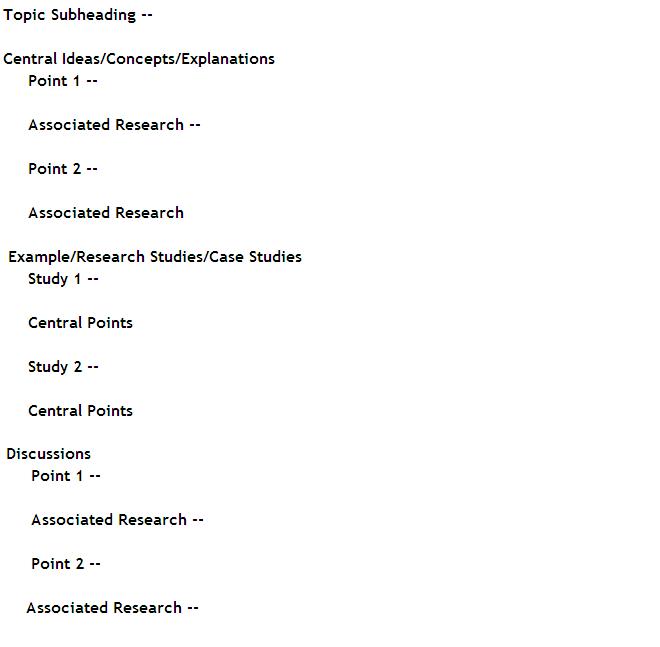 Topic Subheading --
Central Ideas/Concepts/Explanations
Point 1 --
Associated Research --
Point 2 --
Associated Research
Example/Research Studies/Case Studies
Study 1 --
Central Points
Study 2 --
Central Points
Discussions
Point 1 --
Associated Research --
Point 2 --
Associated Research --